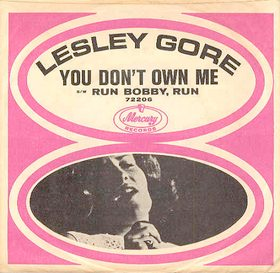 LESLEY GORE
YOU DON'T OWN ME
B/W RUN BOBBY, RUN
72206
Mercury
RECORDS